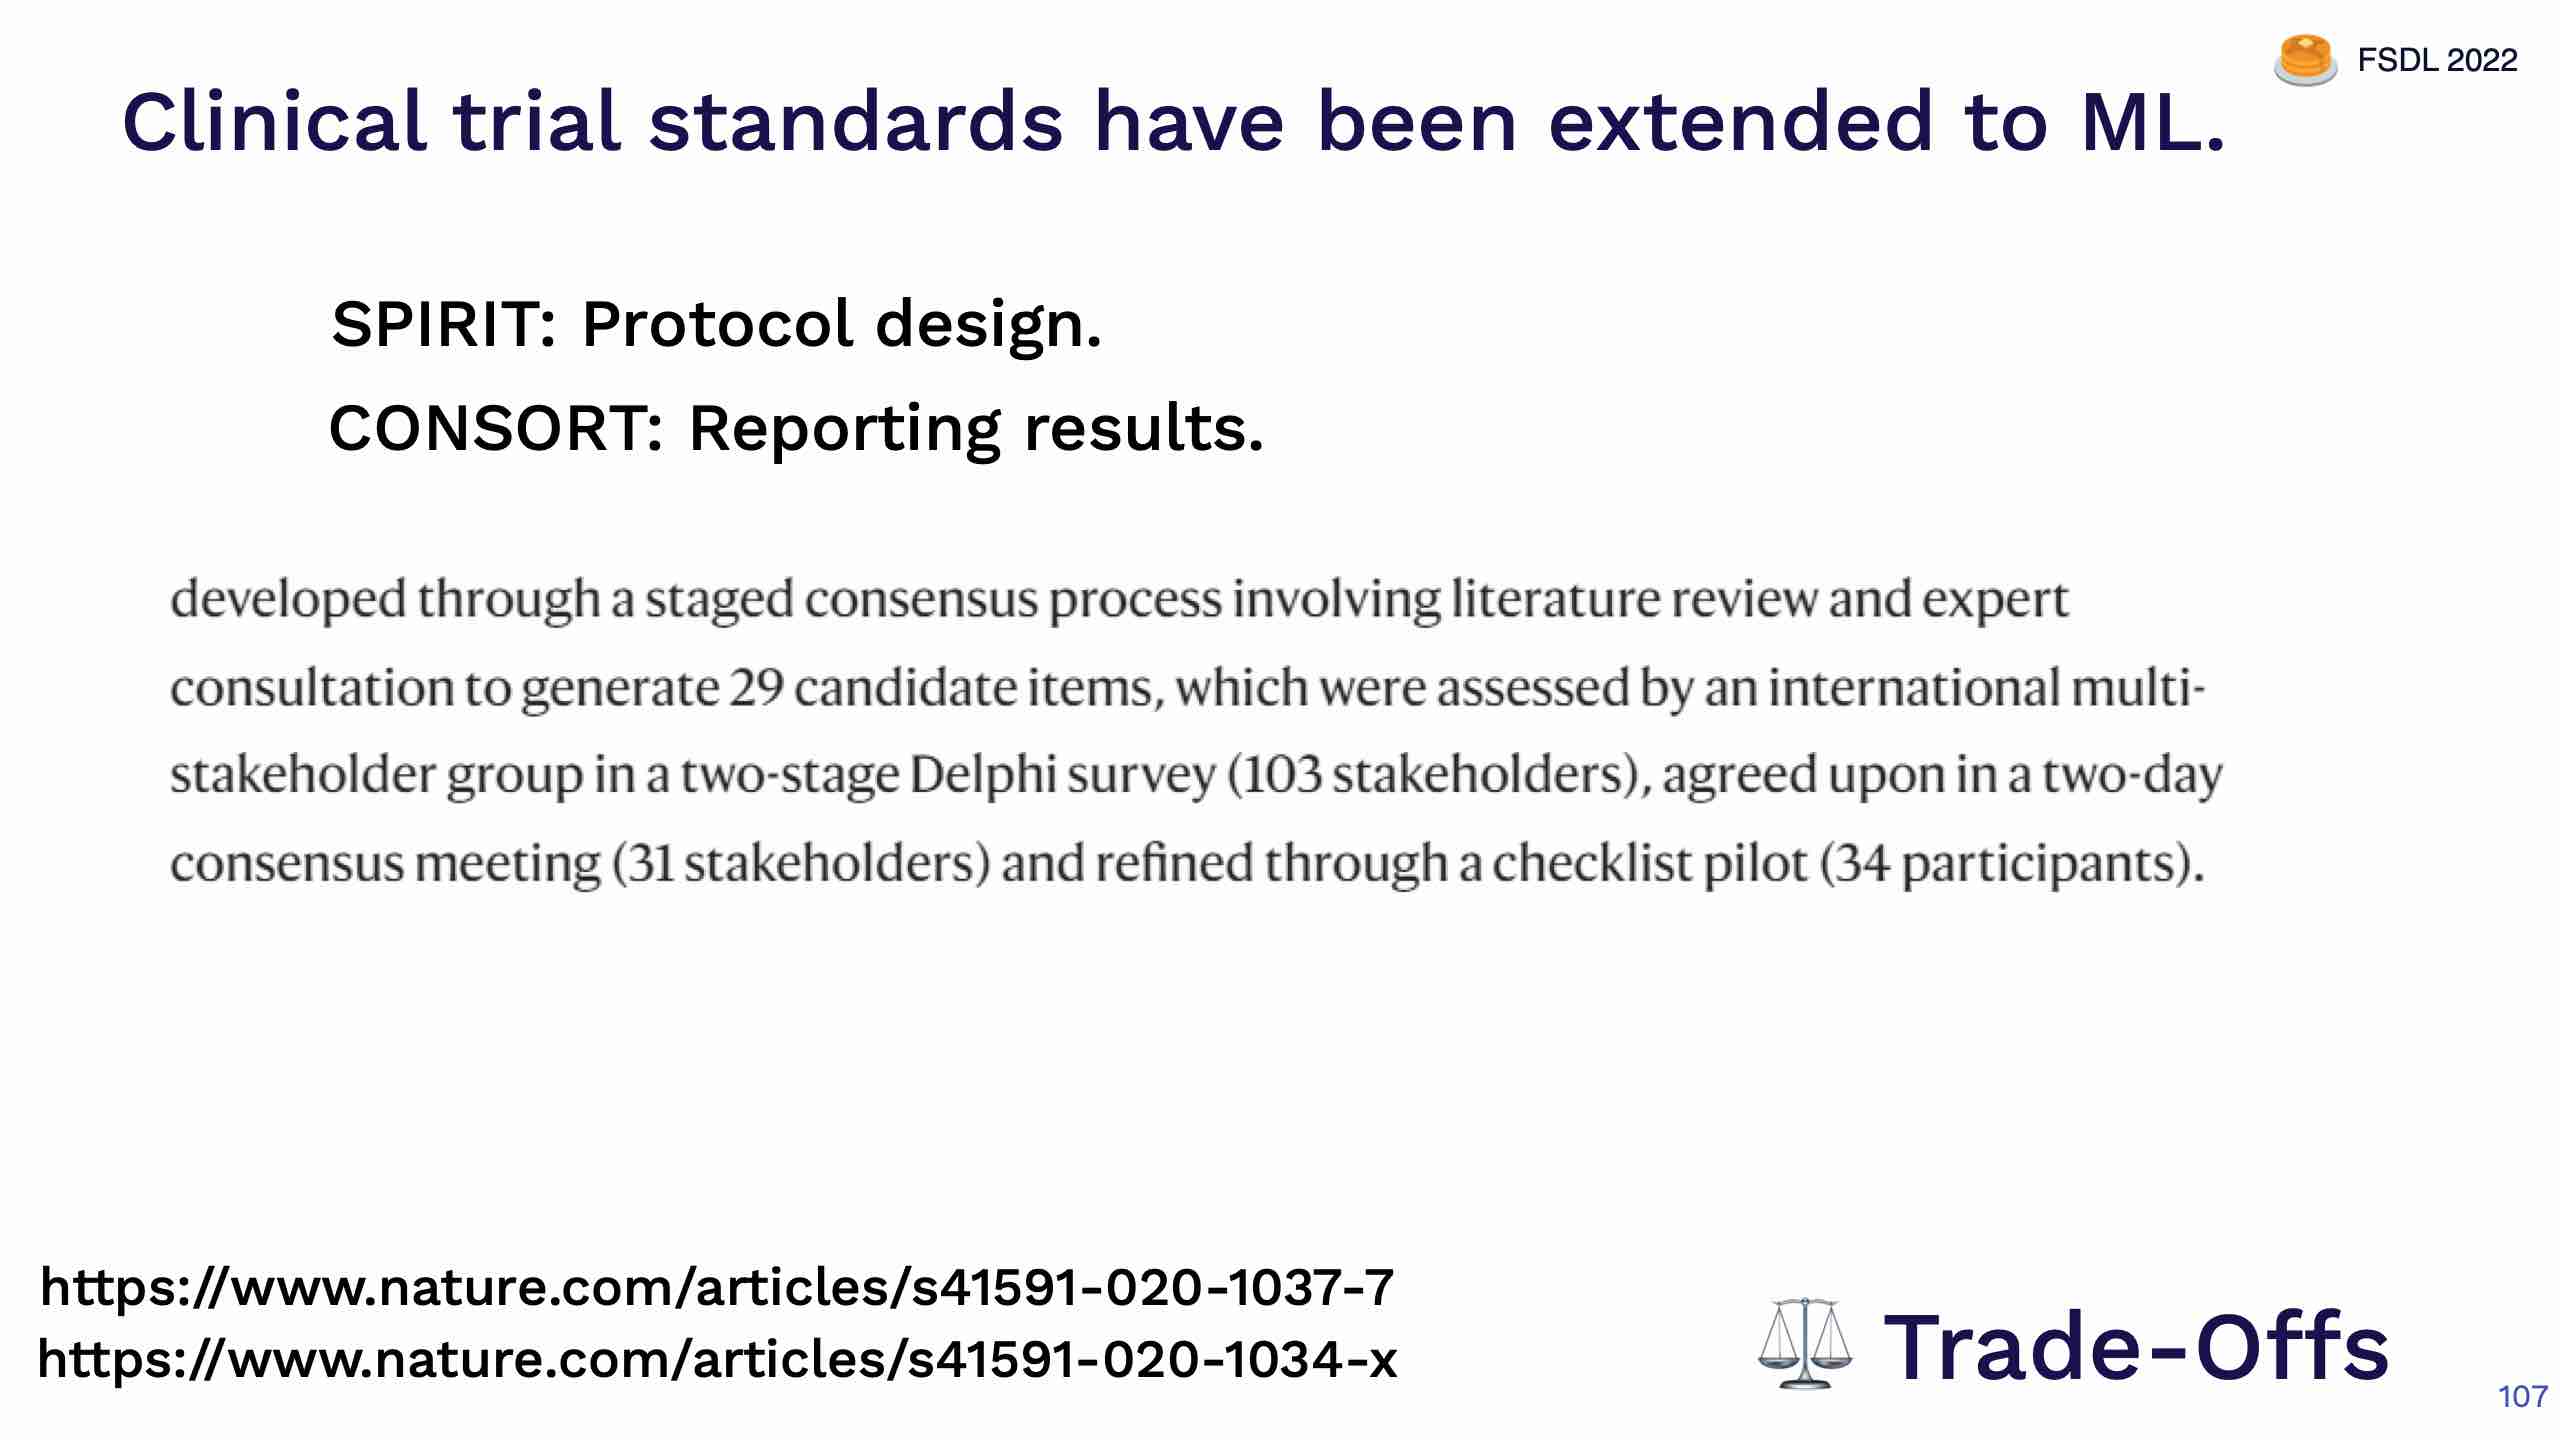 FSDL 2022
Clinical trial standards have been extended to ML.
SPIRIT: Protocol design.
CONSORT: Reporting results.
developed through a staged consensus process involving literature review and expert
consultation to generate 29 candidate items, which were assessed by an international multi-
stakeholder group in a two-stage Delphi survey (103 stakeholders), agreed upon in a two-day
consensus meeting (31 stakeholders) and refined through a checklist pilot (34 participants).
https://www.nature.com/articles/s41591-020-1037-7
https://www.nature.com/articles/s41591-020-1034-x
Trade-Offs
107